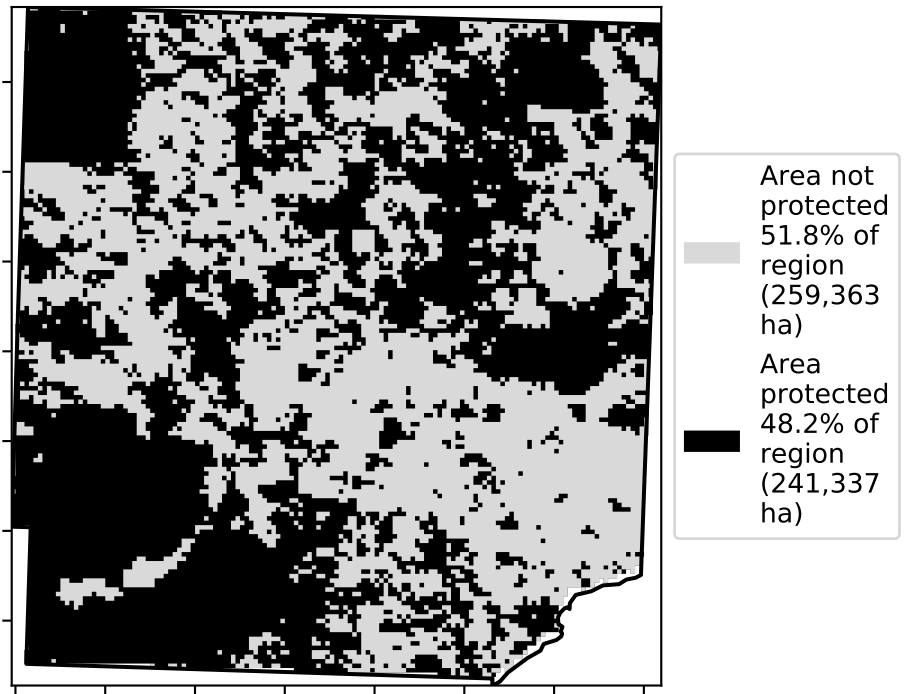 Area not
protected
51.8% of
region
(259,363
ha)
Area
protected
48.2% of
region
(241,337
ha)